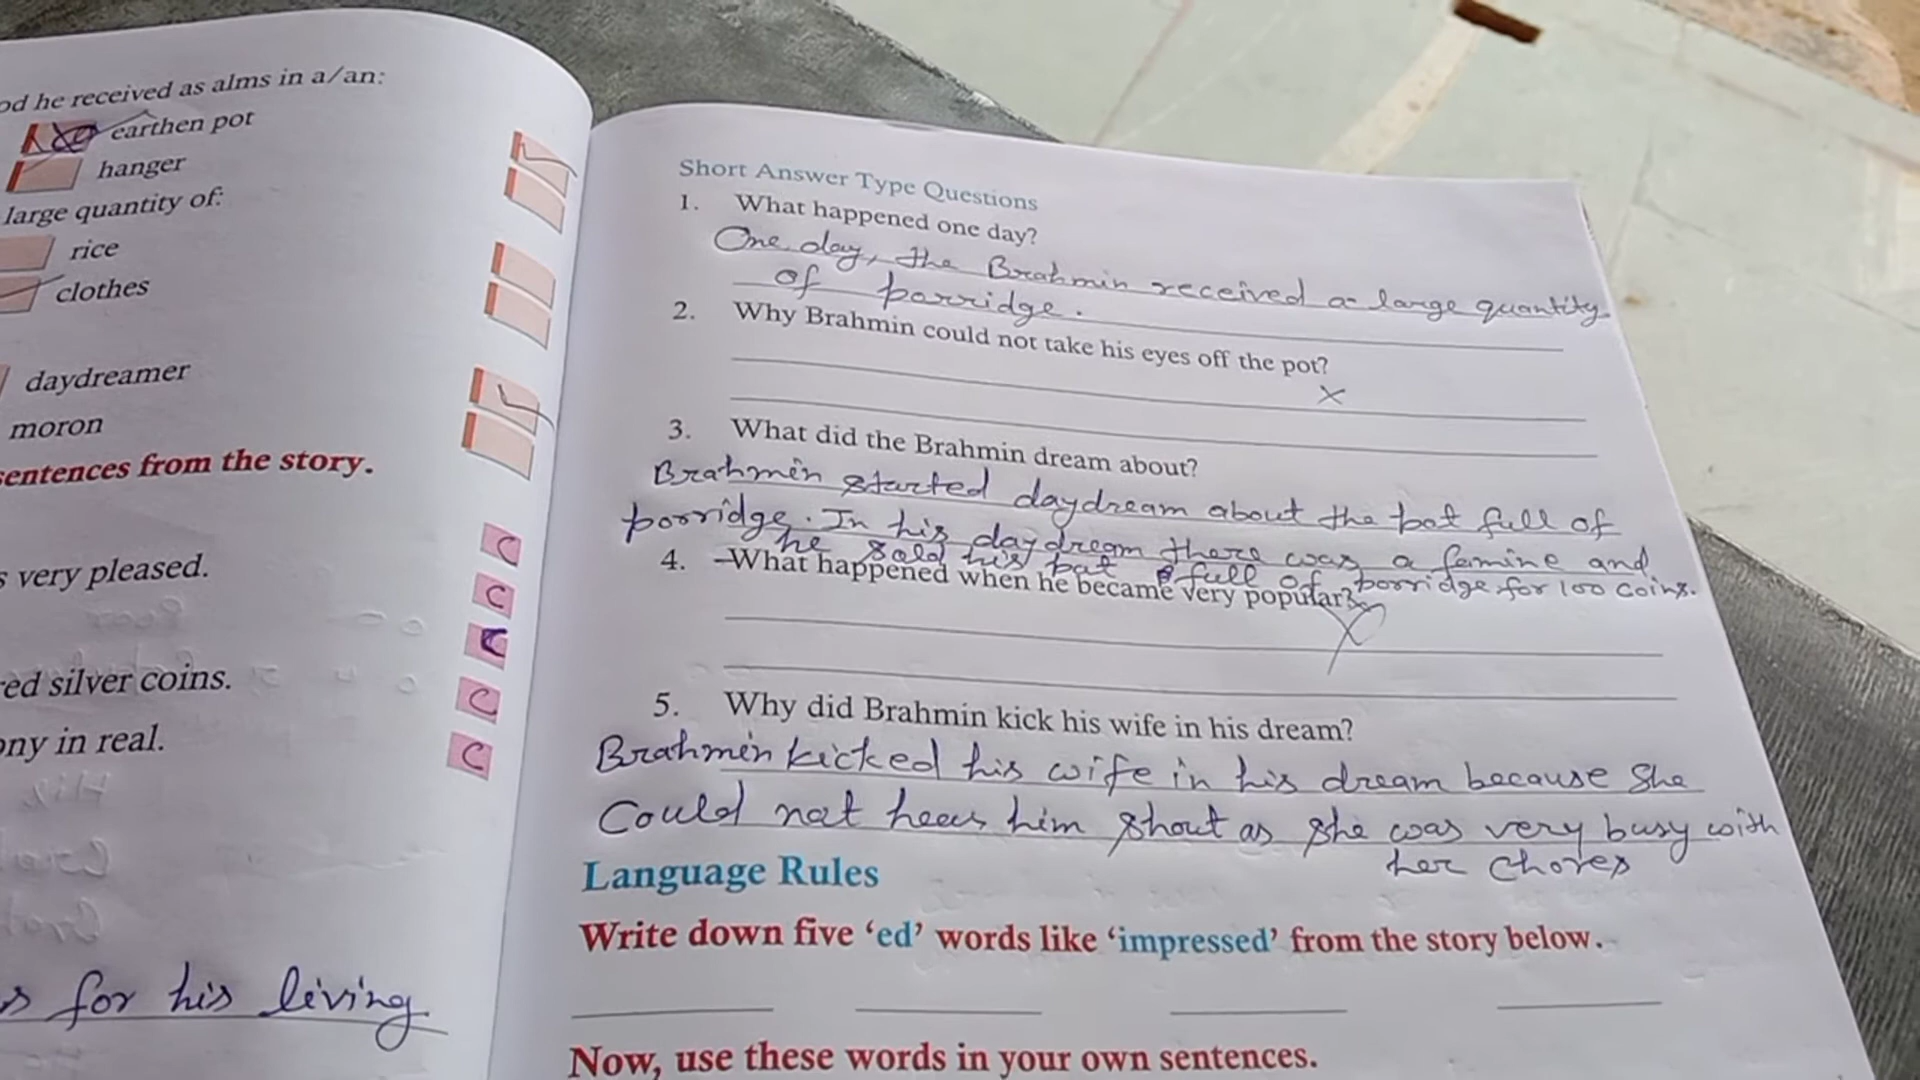 od he received as alms in a/an:
earthen pot
hanger
large quantity of:
rice
clothes
daydreamer
moron
sentences from the story.
C
s very pleased.
C
C
ed silver coins.
C
ony in real.
C
s for his living.
Short Answer Type Questions
1. What happened one day?
One day, the Brahmin received a large quantity
of porridge.
2. Why Brahmin could not take his eyes off the pot?
3. What did the Brahmin dream about?
Brahmin started daydream about the pot full of
porridge. In his daydream there was a famine and
he sold his pot full of porridge for 100 coins.
4. What happened when he became very popular?
5. Why did Brahmin kick his wife in his dream?
Brahmin kicked his wife in his dream because she
Could not hear him shout as she was very busy with
her chores
Language Rules
Write down five ‘ed’ words like ‘impressed’ from the story below.
Now, use these words in your own sentences.